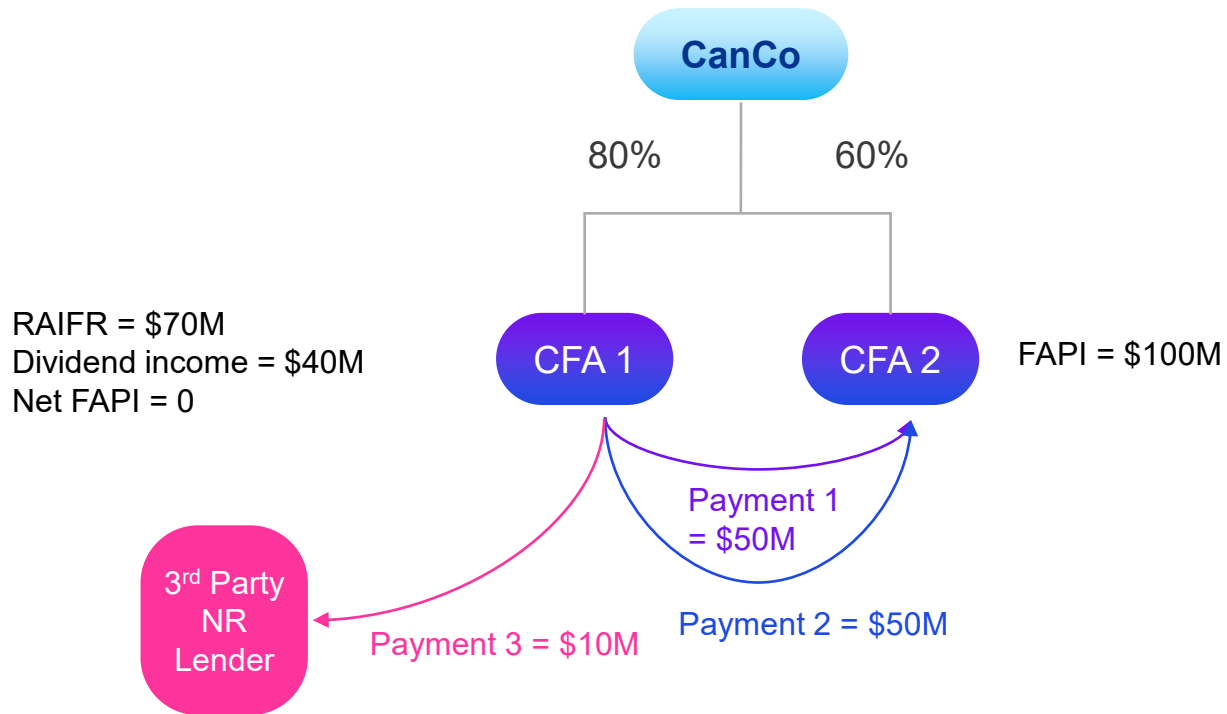 CanCo
80%
60%
RAIFR = $70M
Dividend income = $40M
Net FAPI = 0
CFA 1
CFA 2
FAPI = $100M
Payment 1
= $50M
Payment 2 = $50M
Payment 3 = $10M
3rd Party
NR
Lender